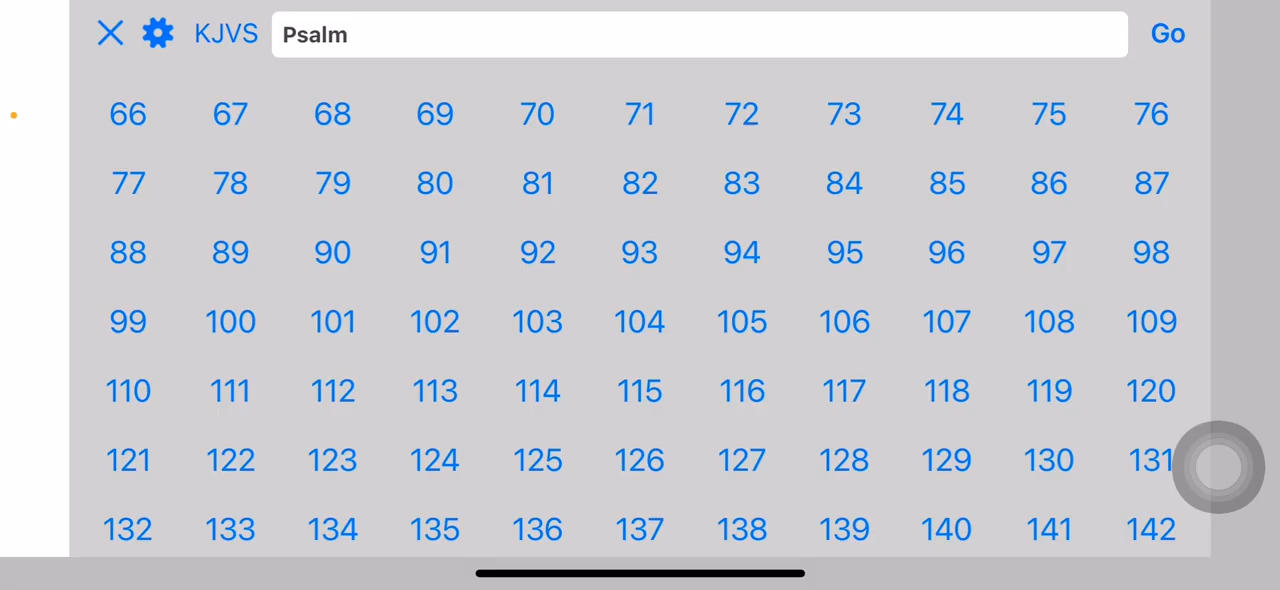 KJVS Psalm Go
66 67 68 69 70 71 72 73 74 75 76
77 78 79 80 81 82 83 84 85 86 87
88 89 90 91 92 93 94 95 96 97 98
99 100 101 102 103 104 105 106 107 108 109
110 111 112 113 114 115 116 117 118 119 120
121 122 123 124 125 126 127 128 129 130 131
132 133 134 135 136 137 138 139 140 141 142